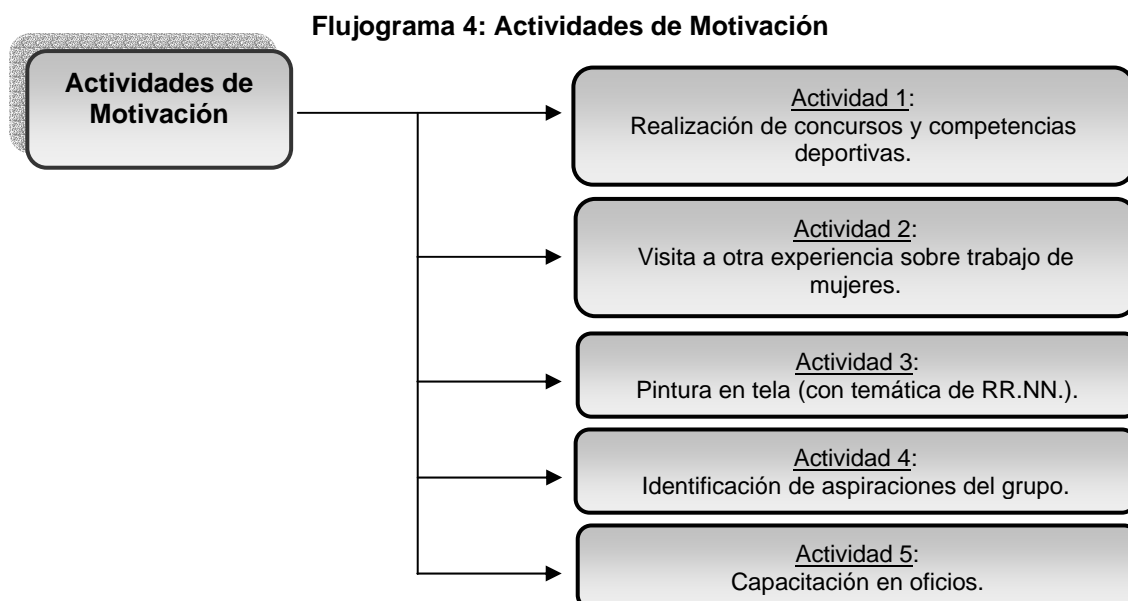 Flujograma 4: Actividades de Motivación
Actividades de
Motivación
Actividad 1:
Realización de concursos y competencias
deportivas.
Actividad 2:
Visita a otra experiencia sobre trabajo de
mujeres.
Actividad 3:
Pintura en tela (con temática de RR.NN.).
Actividad 4:
Identificación de aspiraciones del grupo.
Actividad 5:
Capacitación en oficios.